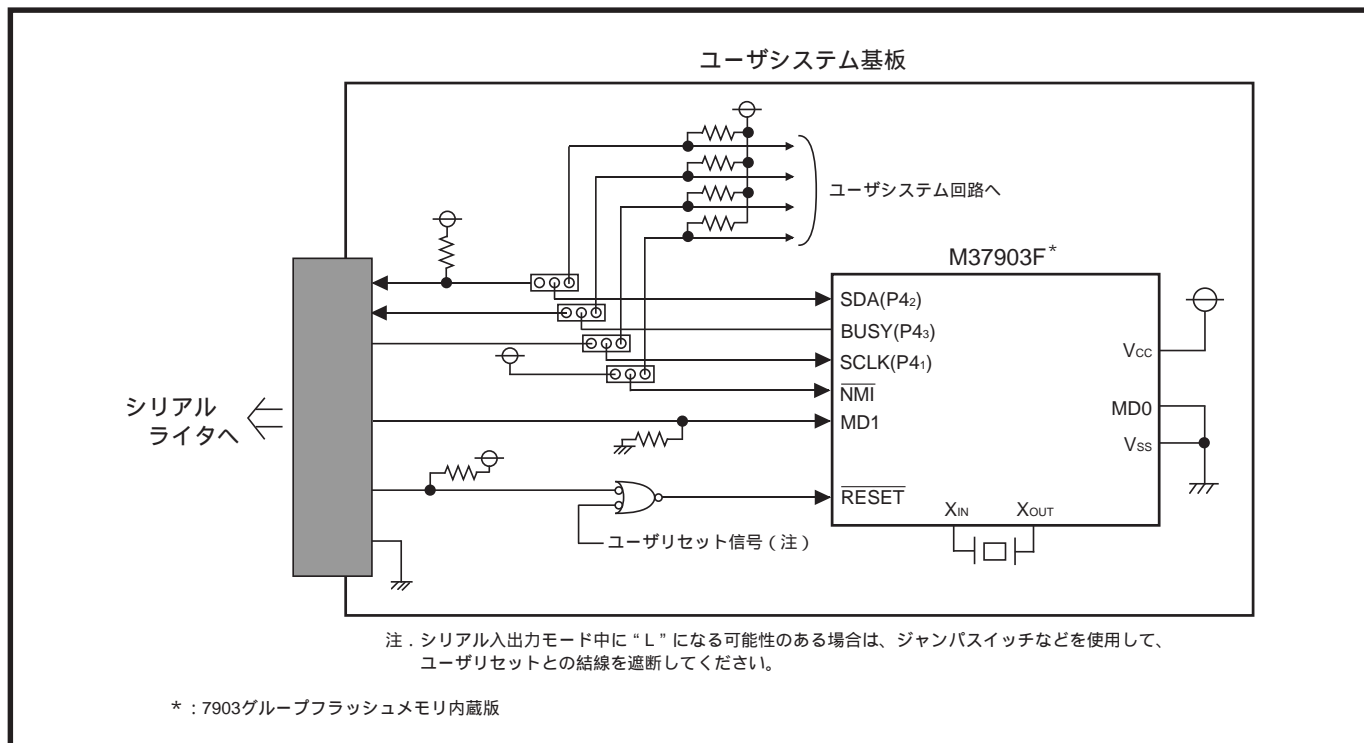 ユーザシステム基板
ユーザシステム回路へ
M37903F*
SDA(P4₂)
BUSY(P4₃)
SCLK(P4₁)
N̅M̅I̅
MD1
R̅E̅S̅E̅T̅
Vcc
MD0
Vss
XIN
XOUT
シリアル
ライタへ
ユーザリセット信号（注）
注．シリアル入出力モード中に“L”になる可能性のある場合は、ジャンパスイッチなどを使用して、
ユーザリセットとの結線を遮断してください。
*：7903グループフラッシュメモリ内蔵版